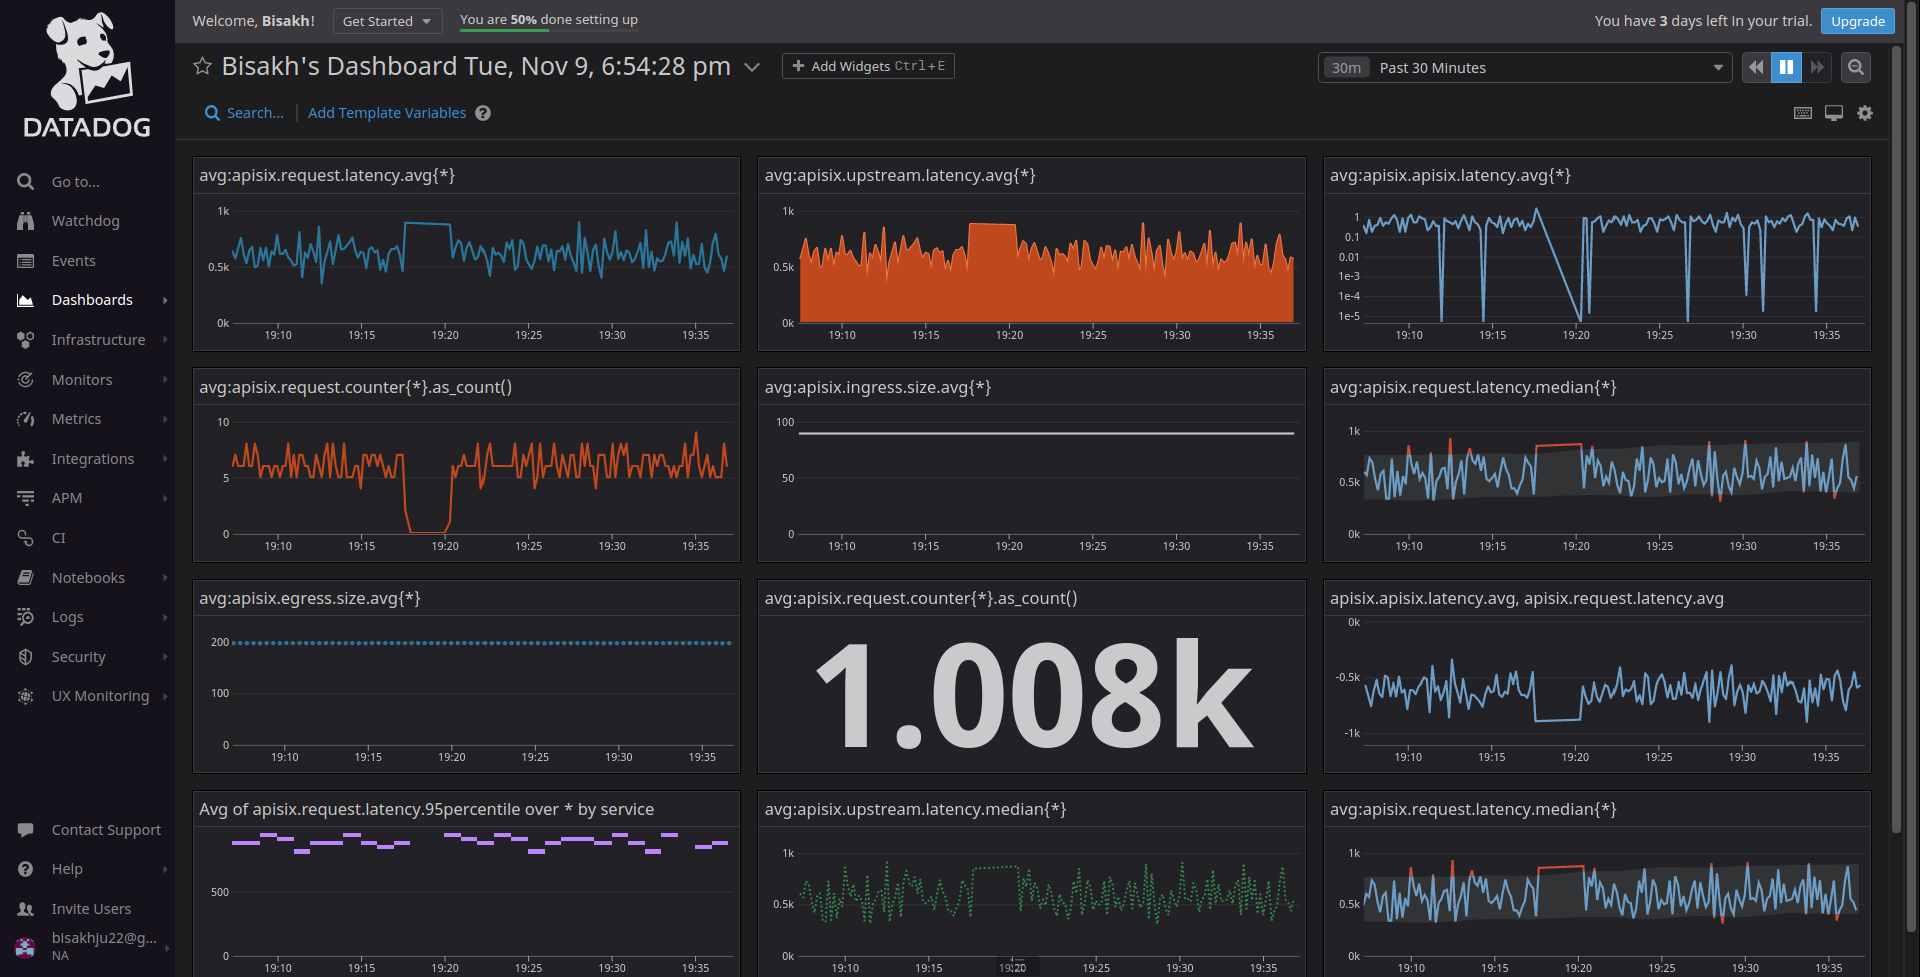 DATADOG
Go to...
Watchdog
Events
Dashboards
Infrastructure
Monitors
Metrics
Integrations
APM
CI
Notebooks
Logs
Security
UX Monitoring
Contact Support
Help
Invite Users
bisakhju22@g...
NA
Welcome, Bisakh! Get Started You are 50% done setting up You have 3 days left in your trial. Upgrade
Bisakh's Dashboard Tue, Nov 9, 6:54:28 pm + Add Widgets Ctrl+E 30m Past 30 Minutes
Search... Add Template Variables ?
avg:apisix.request.latency.avg{*}
1k
0.5k
0k
19:10 19:15 19:20 19:25 19:30 19:35
avg:apisix.upstream.latency.avg{*}
1k
0.5k
0k
19:10 19:15 19:20 19:25 19:30 19:35
avg:apisix.apisix.latency.avg{*}
1
0.1
0.01
1e-3
1e-4
1e-5
19:10 19:15 19:20 19:25 19:30 19:35
avg:apisix.request.counter{*}.as_count()
10
5
0
19:10 19:15 19:20 19:25 19:30 19:35
avg:apisix.ingress.size.avg{*}
100
50
0
19:10 19:15 19:20 19:25 19:30 19:35
avg:apisix.request.latency.median{*}
1k
0.5k
0k
19:10 19:15 19:20 19:25 19:30 19:35
avg:apisix.egress.size.avg{*}
200
100
0
19:10 19:15 19:20 19:25 19:30 19:35
avg:apisix.request.counter{*}.as_count()
1.008k
apisix.apisix.latency.avg, apisix.request.latency.avg
0k
-0.5k
-1k
19:10 19:15 19:20 19:25 19:30 19:35
Avg of apisix.request.latency.95percentile over * by service
500
0
19:10 19:15 19:20 19:25 19:30 19:35
avg:apisix.upstream.latency.median{*}
1k
0.5k
0k
19:10 19:15 19:20 19:25 19:30 19:35
avg:apisix.request.latency.median{*}
1k
0.5k
0k
19:10 19:15 19:20 19:25 19:30 19:35